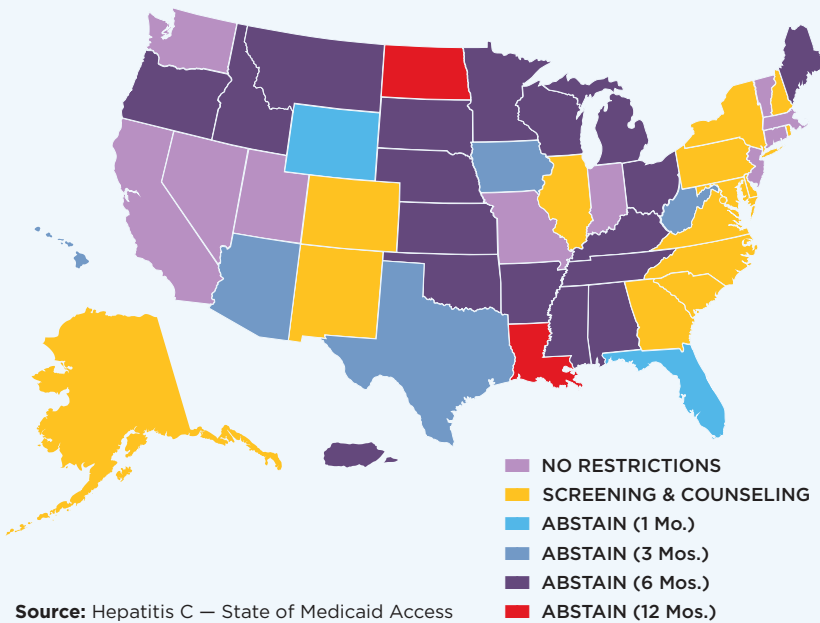 NO RESTRICTIONS
SCREENING & COUNSELING
ABSTAIN (1 Mo.)
ABSTAIN (3 Mos.)
ABSTAIN (6 Mos.)
ABSTAIN (12 Mos.)
Source: Hepatitis C — State of Medicaid Access